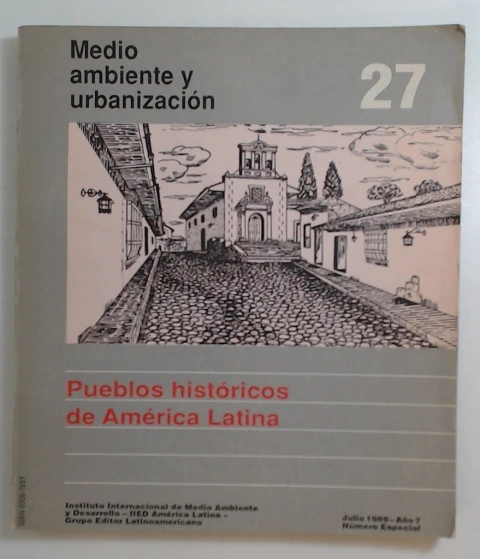 Medio
ambiente y
urbanización
27
Pueblos históricos
de América Latina
Instituto Internacional de Medio Ambiente
y Desarrollo – IIED América Latina –
Grupo Editor Latinoamericano
Julio 1989 - Año 7
Número Especial